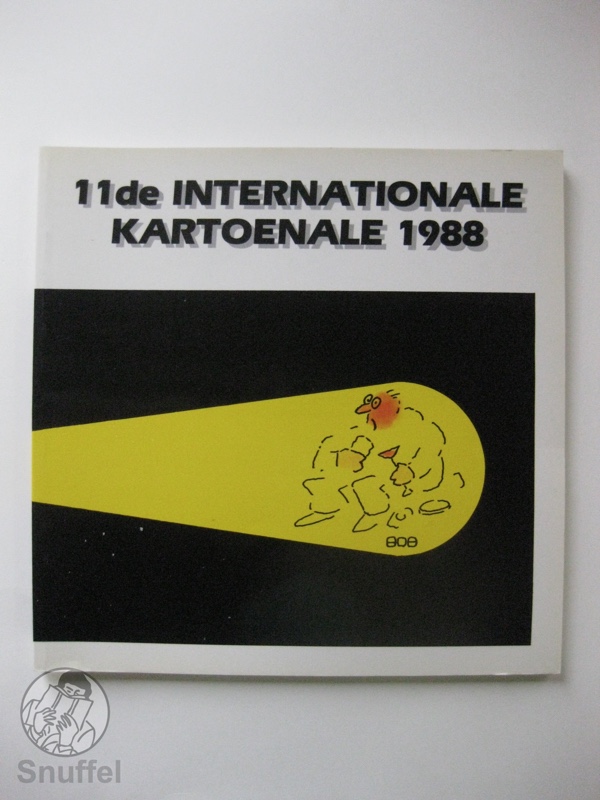 11de INTERNATIONALE
KARTOENALE 1988
Snuffel